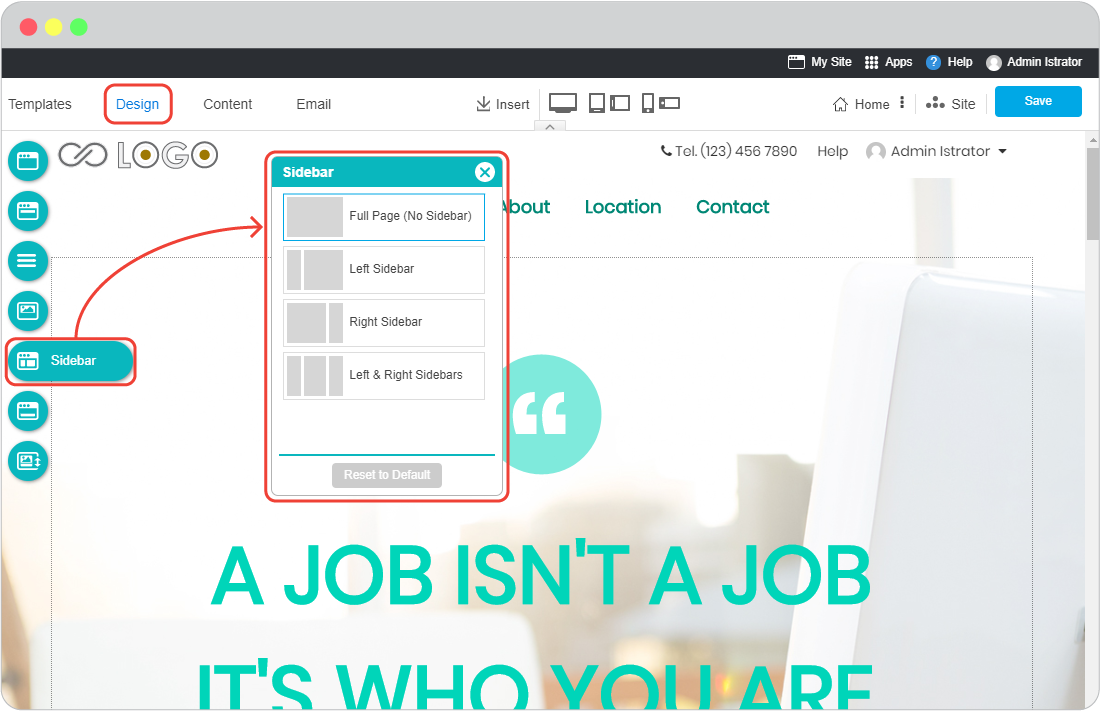 My Site Apps ? Help Admin Istrator
Templates Design Content Email Insert Home Site Save
LOGO Tel. (123) 456 7890 Help Admin Istrator
About Location Contact
Sidebar
Sidebar
Full Page (No Sidebar)
Left Sidebar
Right Sidebar
Left & Right Sidebars
Reset to Default
“
A JOB ISN'T A JOB
IT'S WHO YOU ARE